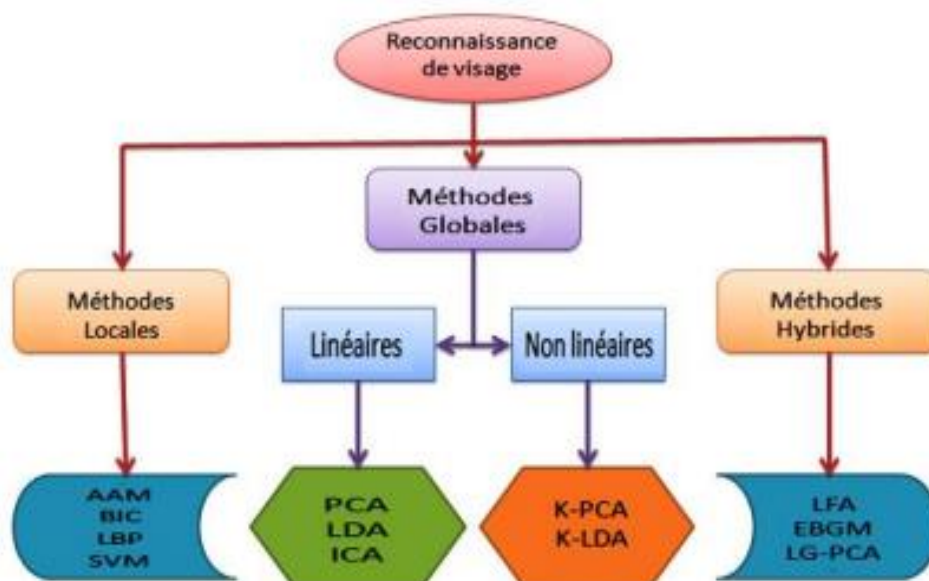 Reconnaissance
de visage
Méthodes
Globales
Méthodes
Locales
Méthodes
Hybrides
Linéaires
Non linéaires
AAM
BIC
LBP
SVM
PCA
LDA
ICA
K-PCA
K-LDA
LFA
EBGM
LG-PCA